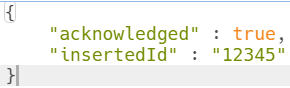 {
"acknowledged" : true,
"insertedId" : "12345"
}